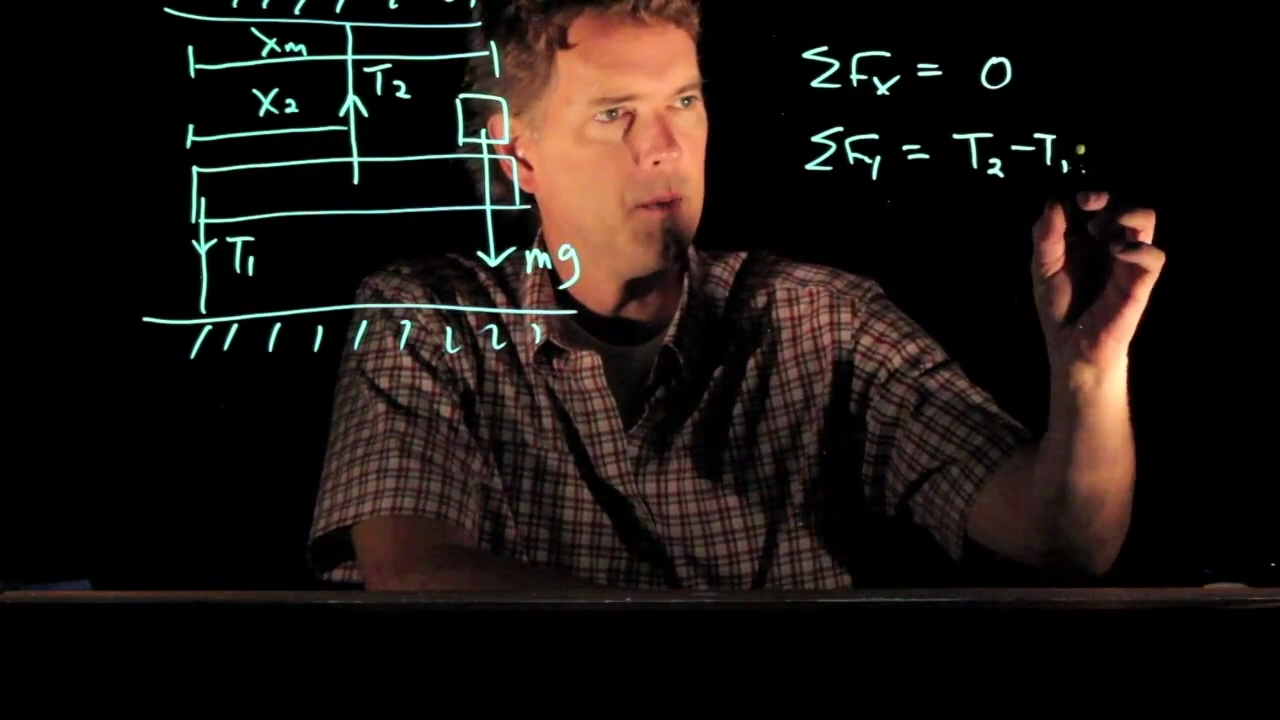 xm
T2
x2
T1
mg
ΣFx = 0
ΣFy = T2-T1